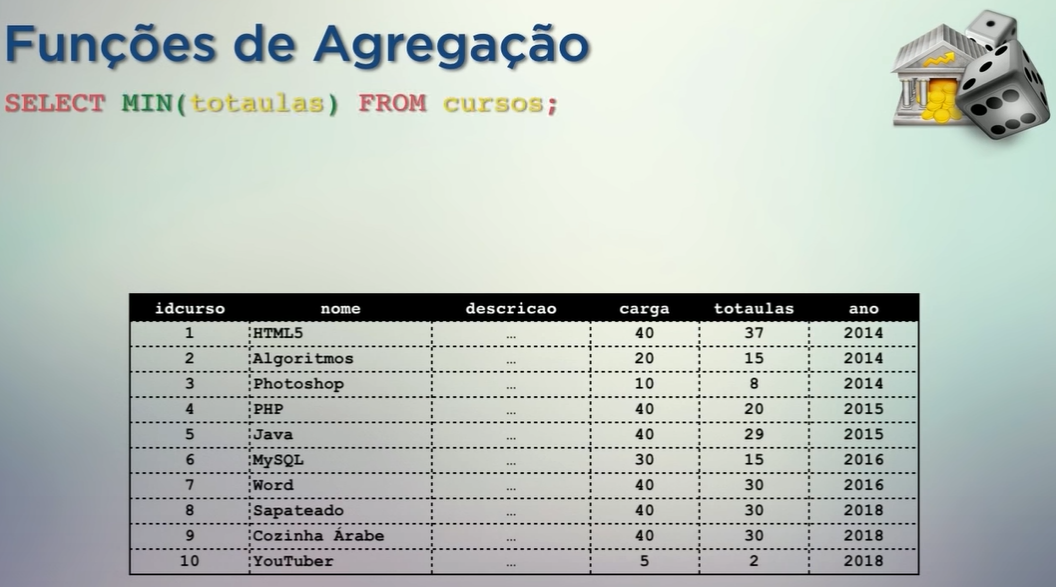 Funções de Agregação
SELECT MIN(totaulas) FROM cursos;
idcurso nome descricao carga totaulas ano
1 HTML5 ... 40 37 2014
2 Algoritmos ... 20 15 2014
3 Photoshop ... 10 8 2014
4 PHP ... 40 20 2015
5 Java ... 40 29 2015
6 MySQL ... 30 15 2016
7 Word ... 40 30 2016
8 Sapateado ... 40 30 2018
9 Cozinha Árabe ... 40 30 2018
10 YouTuber ... 5 2 2018